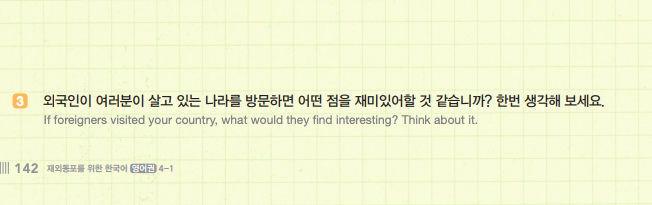 3 외국인이 여러분이 살고 있는 나라를 방문하면 어떤 점을 재미있어할 것 같습니까? 한번 생각해 보세요.
If foreigners visited your country, what would they find interesting? Think about it.
142 재외동포를 위한 한국어 영어권 4-1